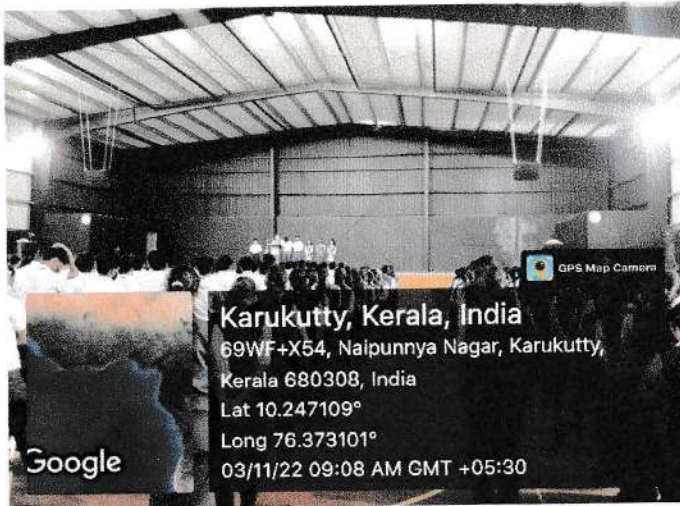 GPS Map Camera
Karukutty, Kerala, India
69WF+X54, Naipunnya Nagar, Karukutty,
Kerala 680308, India
Lat 10.247109°
Long 76.373101°
03/11/22 09:08 AM GMT +05:30
Google